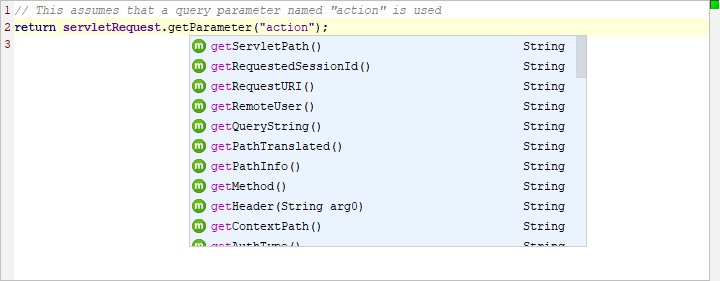 1 // This assumes that a query parameter named "action" is used
2 return servletRequest.getParameter("action");
3
m getServletPath() String
m getRequestedSessionId() String
m getRequestURI() String
m getRemoteUser() String
m getQueryString() String
m getPathTranslated() String
m getPathInfo() String
m getMethod() String
m getHeader(String arg0) String
m getContextPath() String
m getAuthType() String